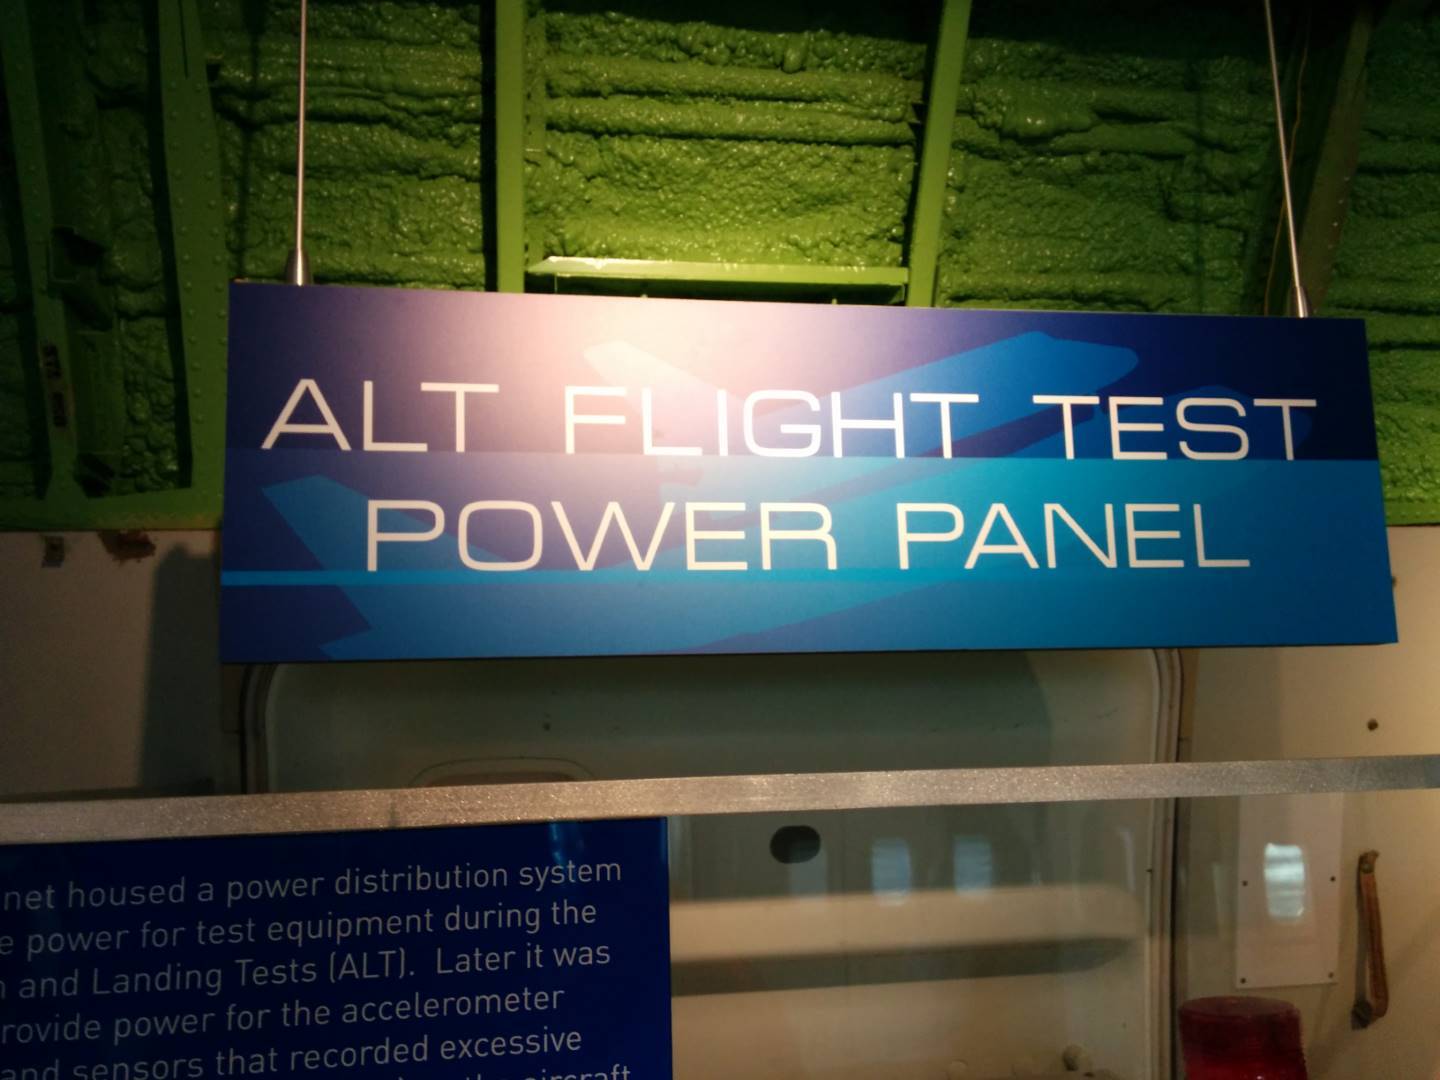 ALT FLIGHT TEST
POWER PANEL
net housed a power distribution system
power for test equipment during the
and Landing Tests (ALT). Later it was
rovide power for the accelerometer
and sensors that recorded excessive
aircraft